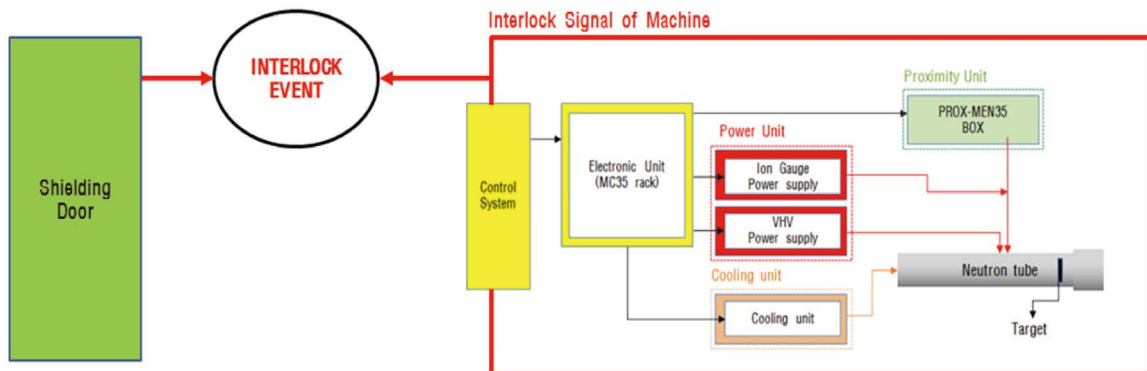 Interlock Signal of Machine
INTERLOCK
EVENT
Shielding
Door
Control
System
Electronic Unit
(MC35 rack)
Proximity Unit
PROX-MEN35
BOX
Power Unit
Ion Gauge
Power supply
VHV
Power supply
Cooling unit
Cooling unit
Neutron tube
Target